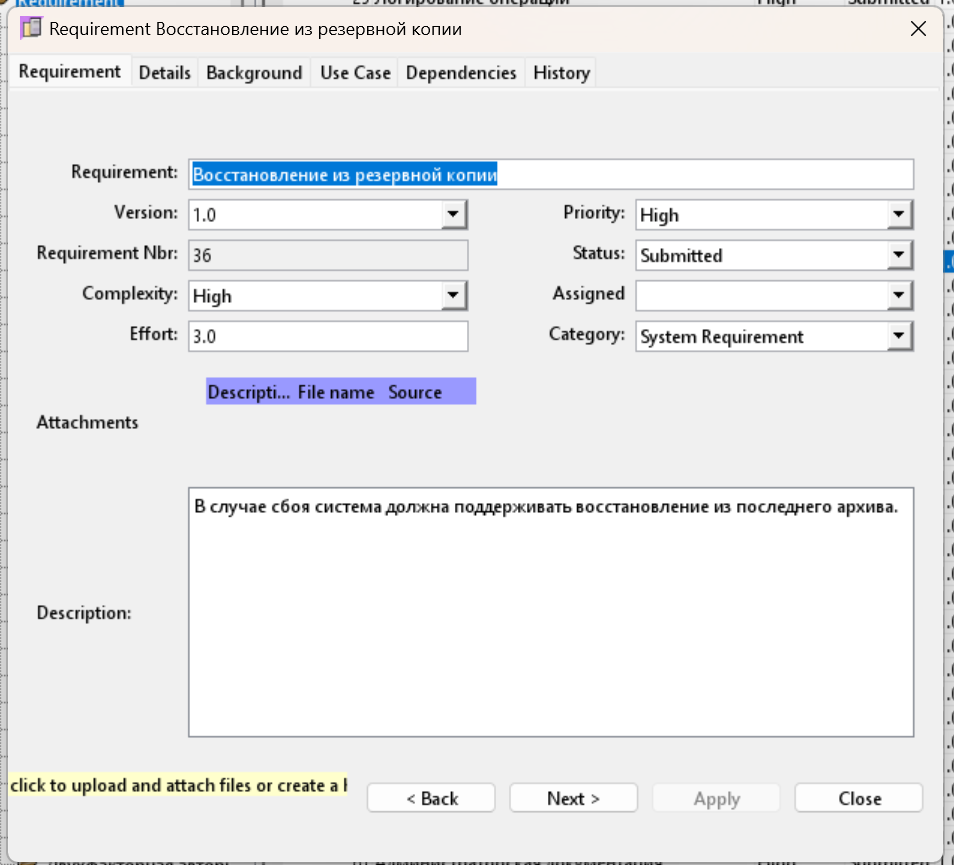 Requirement Восстановление из резервной копии
Requirement Details Background Use Case Dependencies History
Requirement: Восстановление из резервной копии
Version: 1.0 Priority: High
Requirement Nbr: 36 Status: Submitted
Complexity: High Assigned
Effort: 3.0 Category: System Requirement
Descripti... File name Source
Attachments
В случае сбоя система должна поддерживать восстановление из последнего архива.
Description:
click to upload and attach files or create a
< Back Next > Apply Close